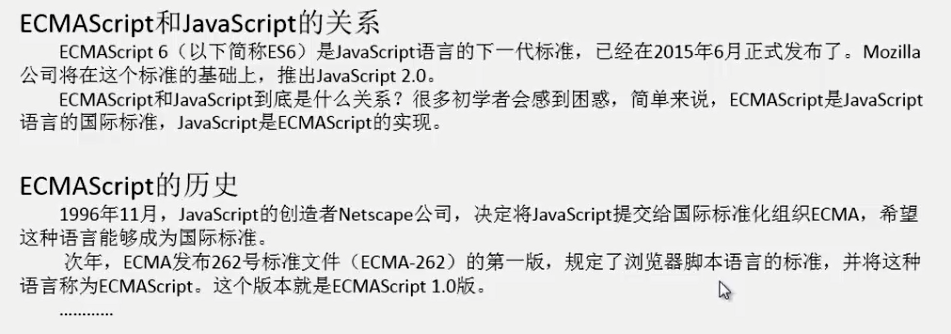 ECMAScript和JavaScript的关系
ECMAScript 6（以下简称ES6）是JavaScript语言的下一代标准，已经在2015年6月正式发布了。Mozilla
公司将在这个标准的基础上，推出JavaScript 2.0。
ECMAScript和JavaScript到底是什么关系？很多初学者会感到困惑，简单来说，ECMAScript是JavaScript
语言的国际标准，JavaScript是ECMAScript的实现。
ECMAScript的历史
1996年11月，JavaScript的创造者Netscape公司，决定将JavaScript提交给国际标准化组织ECMA，希望
这种语言能够成为国际标准。
次年，ECMA发布262号标准文件（ECMA-262）的第一版，规定了浏览器脚本语言的标准，并将这种
语言称为ECMAScript。这个版本就是ECMAScript 1.0版。
…………